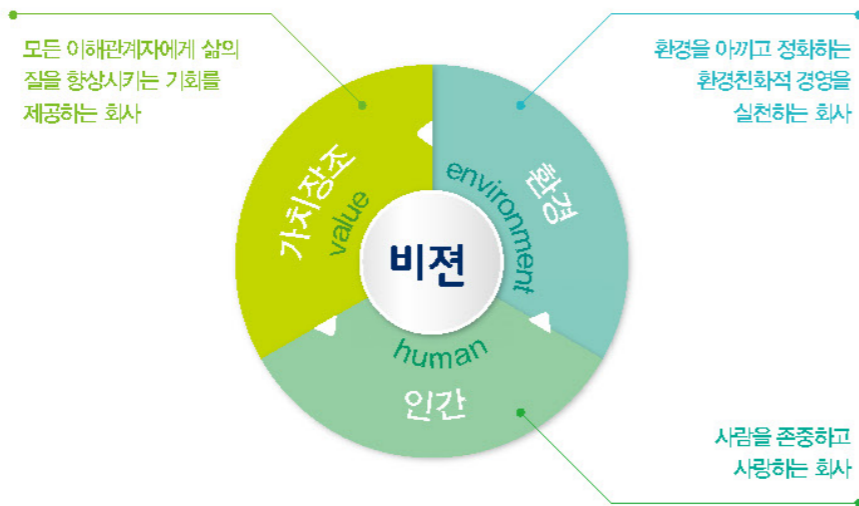 모든 이해관계자에게 삶의
질을 향상시키는 기회를
제공하는 회사
환경을 아끼고 정화하는
환경친화적 경영을
실천하는 회사
가치창조
value
환경
environment
비젼
human
인간
사람을 존중하고
사랑하는 회사